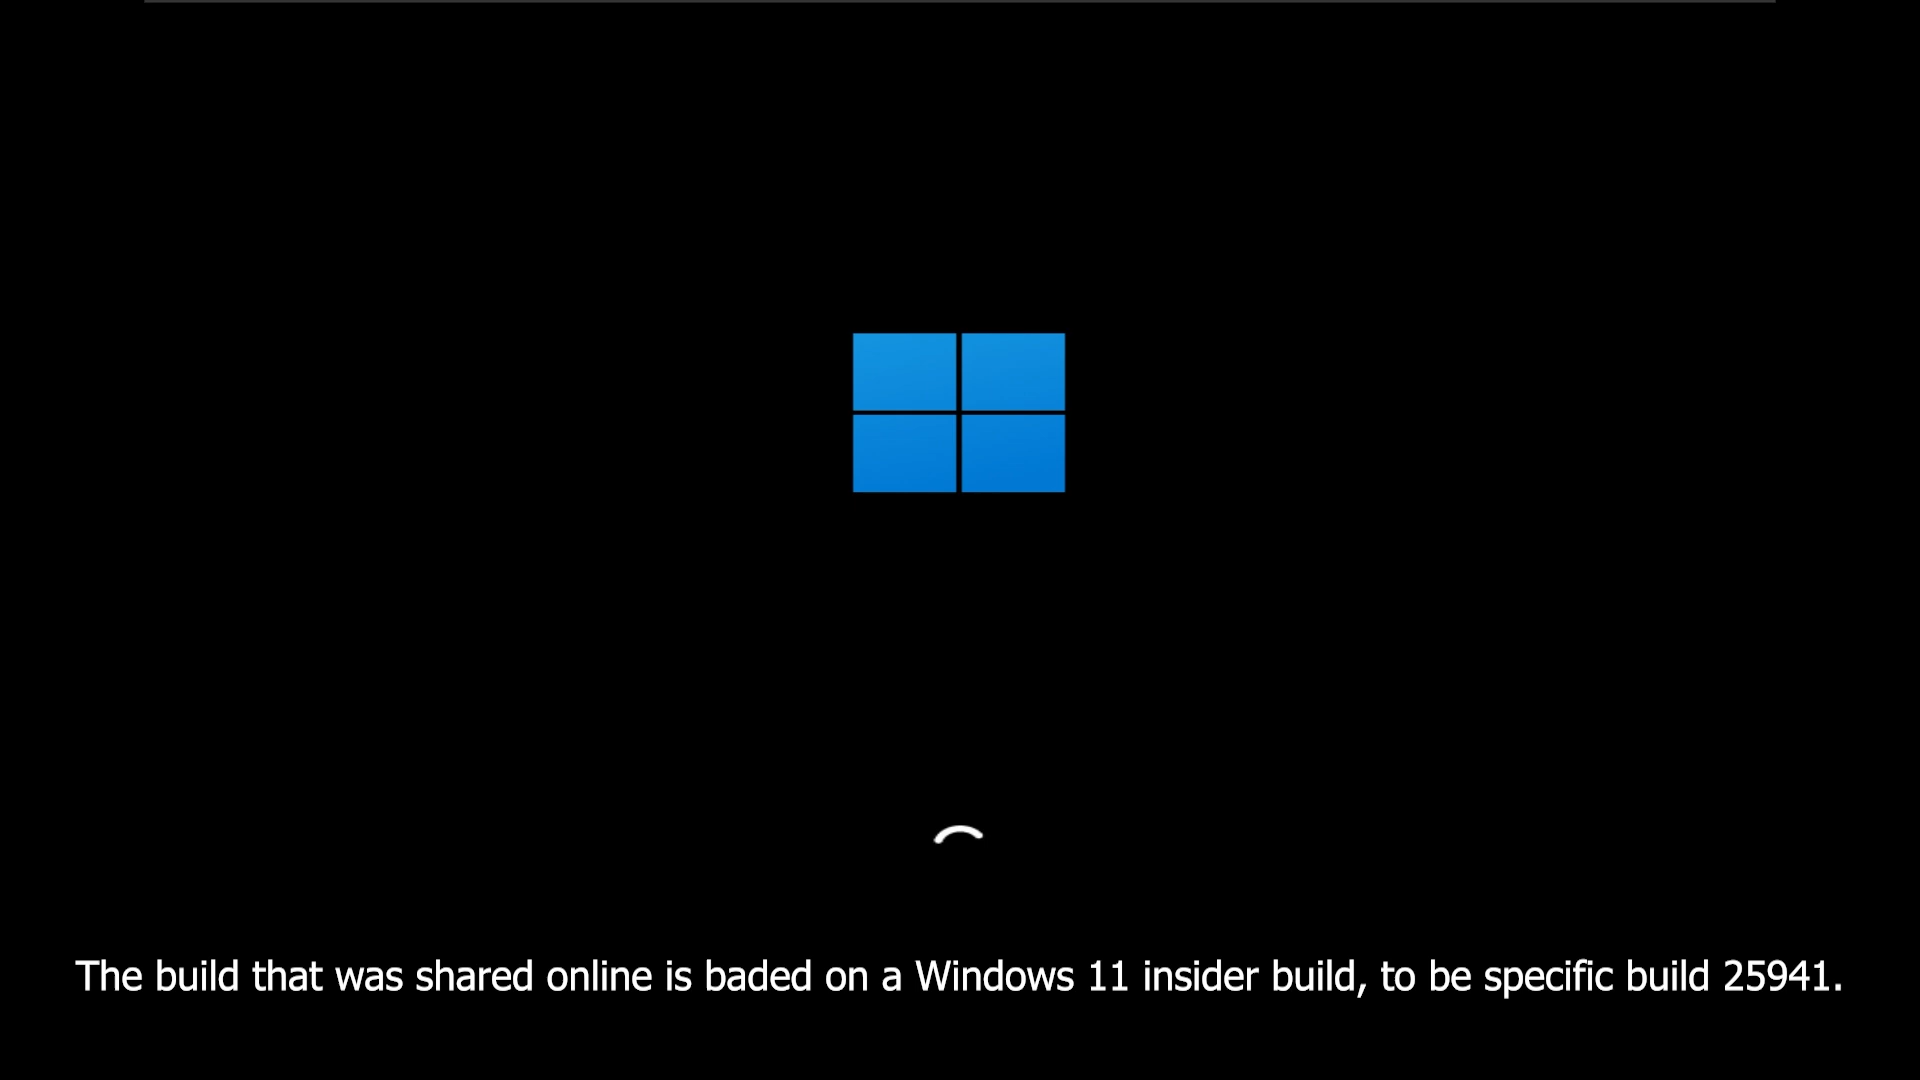 The build that was shared online is baded on a Windows 11 insider build, to be specific build 25941.